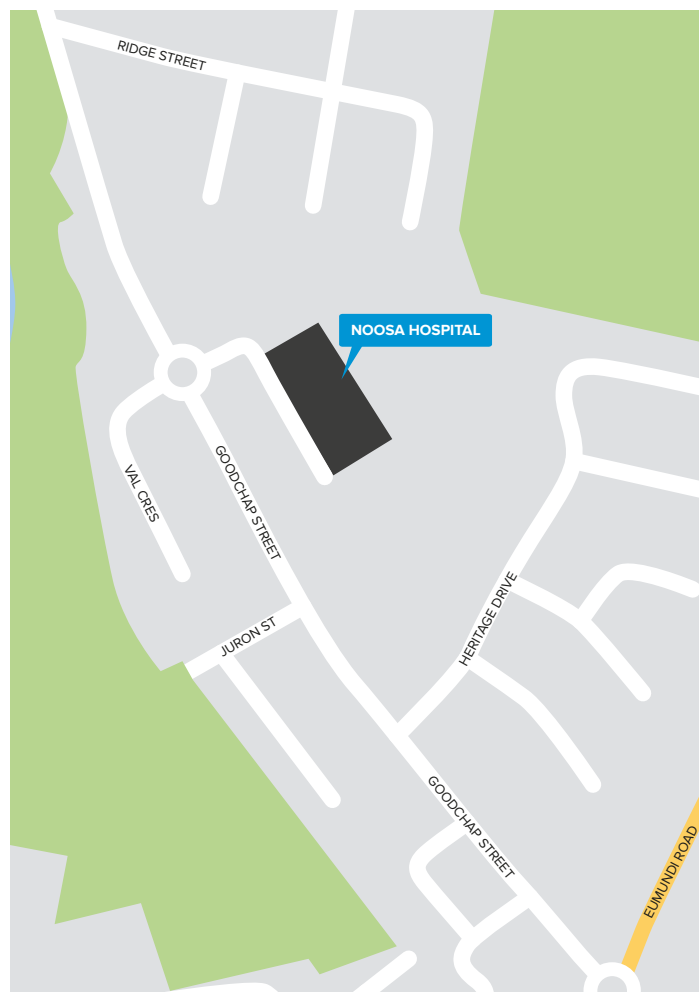 RIDGE STREET
NOOSA HOSPITAL
GOODCHAP STREET
VAL CRES
HERITAGE DRIVE
JURON ST
GOODCHAP STREET
EUMUNDI ROAD